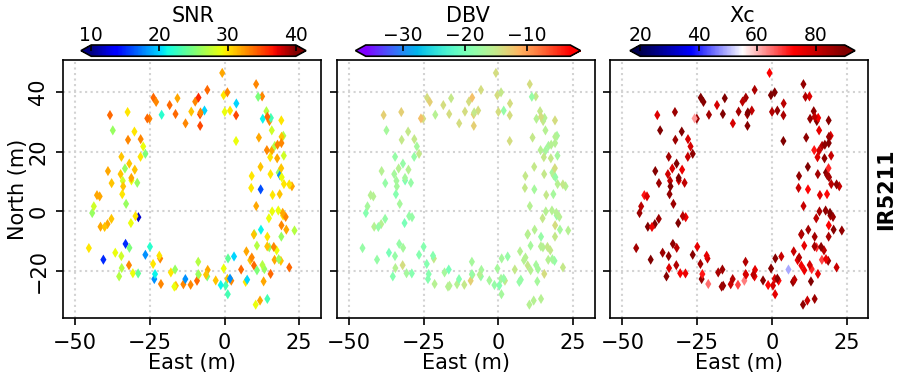 SNR DBV Xc
10 20 30 40 −30 −20 −10 20 40 60 80
40
20
0
−20
North (m)
IR5211
−50 −25 0 25 −50 −25 0 25 −50 −25 0 25
East (m) East (m) East (m)